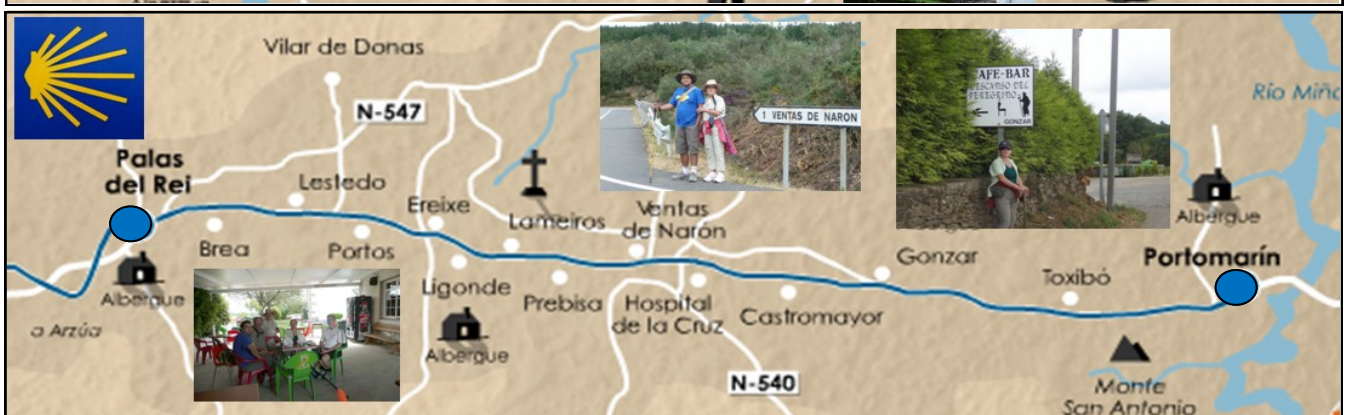 Vilar de Donas
N-547
Palas
del Rei
Lestedo
Ereixe
Lameiros
Ventas
de Narón
1 VENTAS DE NARON
CAFE-BAR
DESCANSO DEL
PEREGRINO
GONZAR
Río Miño
Albergue
Portomarín
Gonzar
Toxibó
Brea
Portos
Ligonde
Prebisa
Hospital
de la Cruz
Castromayor
Albergue
a Arzúa
Albergue
N-540
Monte
San Antonio